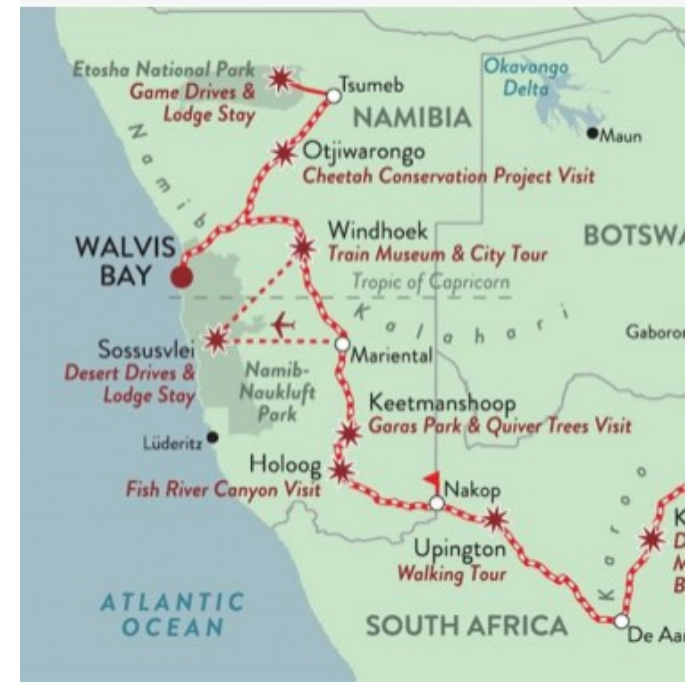 Etosha National Park
Game Drives &
Lodge Stay
Tsumeb
NAMIBIA
Okavango
Delta
Maun
Otjiwarongo
Cheetah Conservation Project Visit
Namib
WALVIS
BAY
Windhoek
Train Museum & City Tour
BOTSWA
Tropic of Capricorn
Kalahari
Gaboro
Sossusvlei
Desert Drives &
Lodge Stay
Mariental
Namib-
Naukluft
Park
Keetmanshoop
Garas Park & Quiver Trees Visit
Lüderitz
Holoog
Fish River Canyon Visit
Nakop
Upington
Walking Tour
Karoo
K
D
M
B
ATLANTIC
OCEAN
SOUTH AFRICA
De Aa